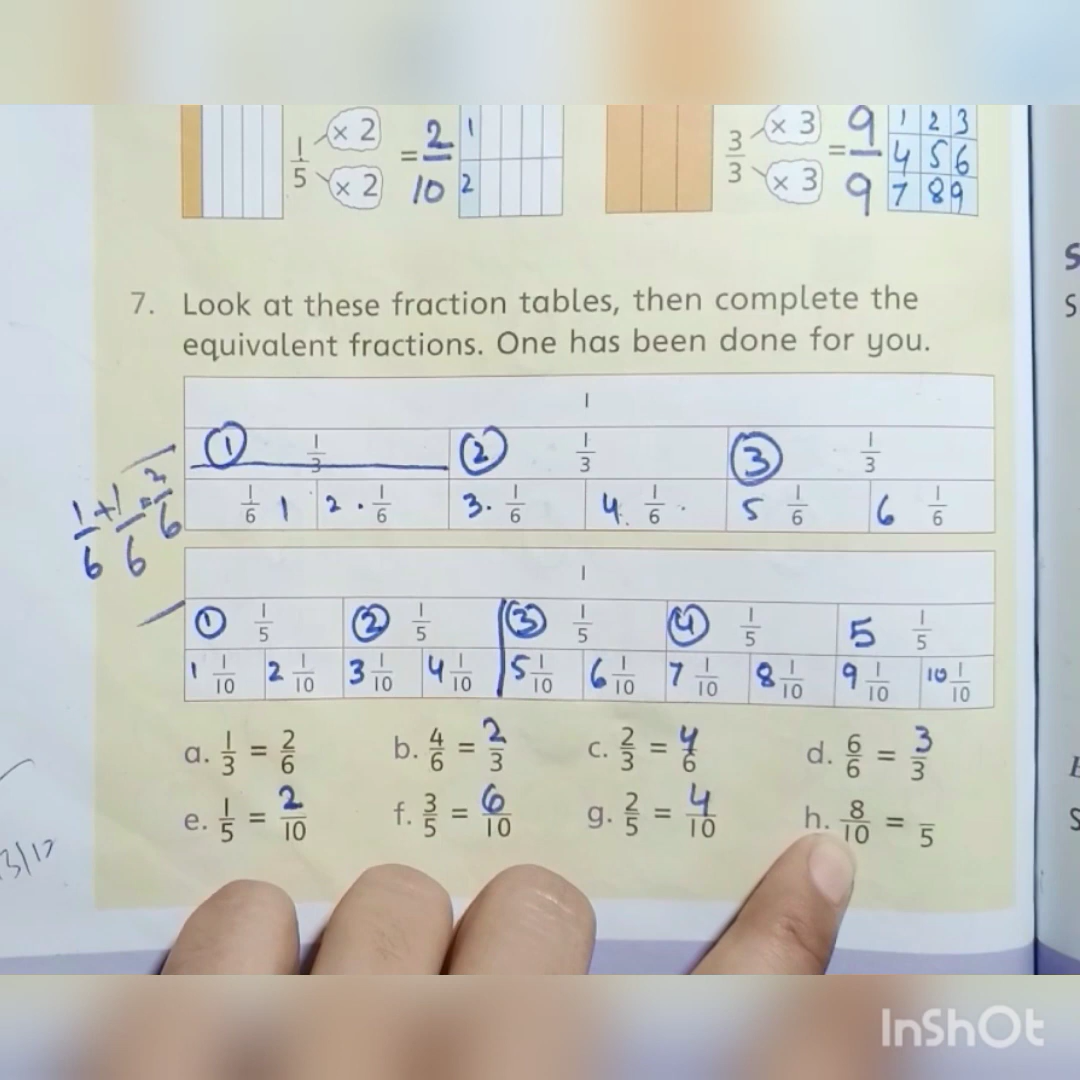 1/5 × 2 × 2 = 2/10 1 2
3/3 × 3 × 3 = 9/9 1 2 3 4 5 6 7 8 9
7. Look at these fraction tables, then complete the
equivalent fractions. One has been done for you.
1
① 1/3 ② 1/3 ③ 1/3
1/6 1 2 . 1/6 3. 1/6 4. 1/6 . 5 1/6 6 1/6
1/6 + 1/6 = 3/6
1
① 1/5 ② 1/5 ③ 1/5 ④ 1/5 5 1/5
1 1/10 2 1/10 3 1/10 4 1/10 5 1/10 6 1/10 7 1/10 8 1/10 9 1/10 10 1/10
a. 1/3 = 2/6 b. 4/6 = 2/3 c. 2/3 = 4/6 d. 6/6 = 3/3
e. 1/5 = 2/10 f. 3/5 = 6/10 g. 2/5 = 4/10 h. 8/10 = /5
3/12
S
S
S
InShOt